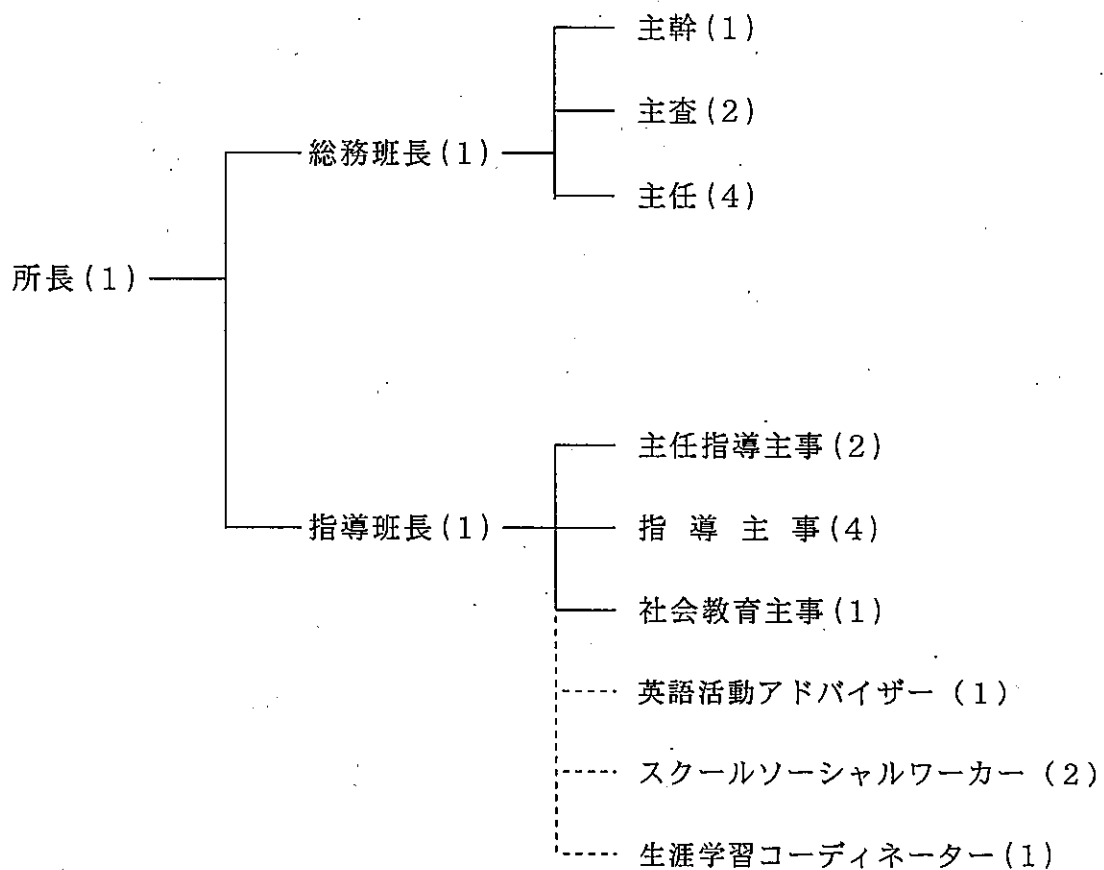 主幹(1)
主査(2)
総務班長(1)
主任(4)
所長(1)
主任指導主事(2)
指導班長(1)
指 導 主 事(4)
社会教育主事(1)
英語活動アドバイザー (1)
スクールソーシャルワーカー (2)
生涯学習コーディネーター(1)